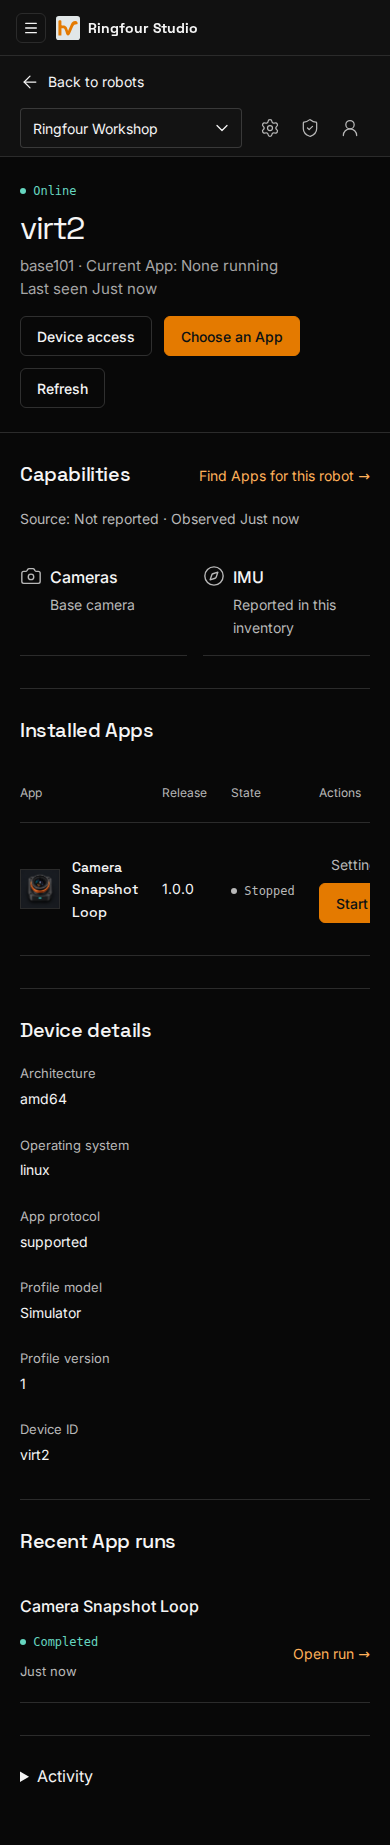 Ringfour Studio
Back to robots
Ringfour Workshop
Online
virt2
base101 · Current App: None running
Last seen Just now
Device access
Choose an App
Refresh
Capabilities
Find Apps for this robot →
Source: Not reported · Observed Just now
Cameras
Base camera
IMU
Reported in this
inventory
Installed Apps
App Release State Actions
Camera
Snapshot
Loop
1.0.0
Stopped
Settin
Start
Device details
Architecture
amd64
Operating system
linux
App protocol
supported
Profile model
Simulator
Profile version
1
Device ID
virt2
Recent App runs
Camera Snapshot Loop
Completed
Just now
Open run →
Activity